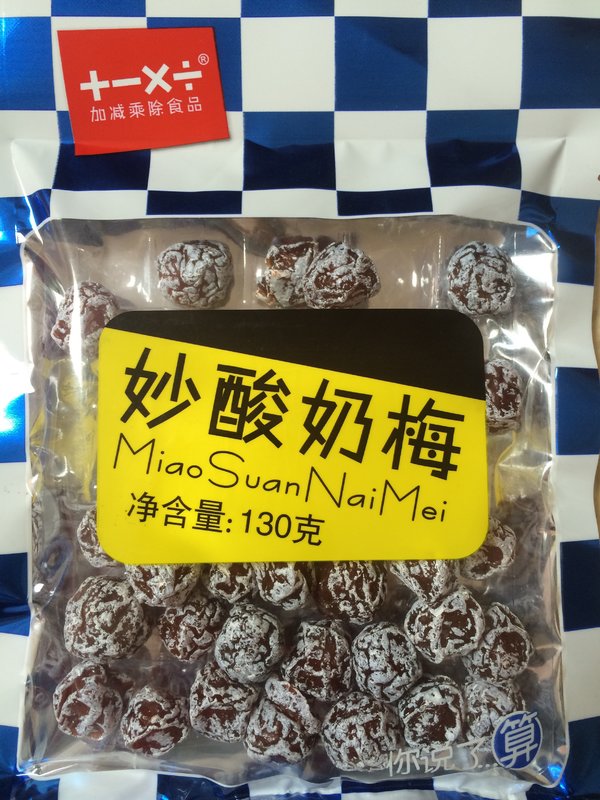 +−×÷®
加减乘除食品
妙酸奶梅
MiaoSuanNaiMei
净含量:130克
你说了...算